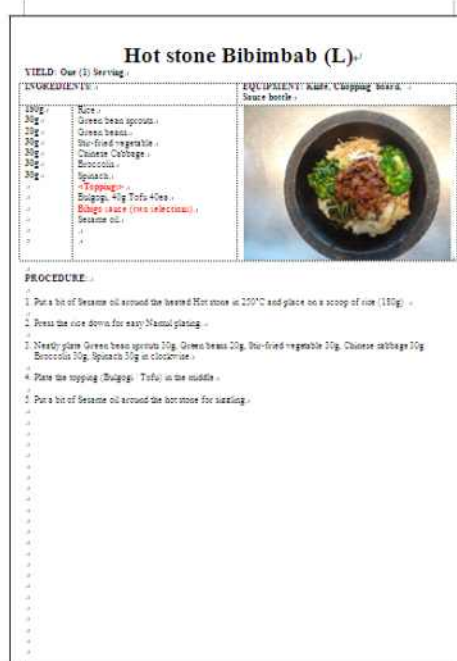 Hot stone Bibimbab (L)
YIELD: One (1) Serving
INGREDIENTS:
EQUIPMENT: Knife, Chopping board,
Sauce bottle
180g Rice
30g Green bean sprouts
20g Green beans
30g Stir-fried vegetable
30g Chinese Cabbage
30g Broccolis
30g Spinach
<Topping>
Bulgogi, 40g Tofu 40ea
Bibigo sauce (two selections)
Sesame oil
PROCEDURE:
1. Put a bit of Sesame oil around the heated Hot stone in 250°C and place on a scoop of rice (180g)
2. Press the rice down for easy Namul plating.
3. Neatly plate Green bean sprouts 30g, Green beans 20g, Stir-fried vegetable 30g, Chinese cabbage 30g
Broccolis 30g, Spinach 30g in clockwise.
4. Plate the topping (Bulgogi / Tofu) in the middle
5. Put a bit of Sesame oil around the hot stone for sizzling.